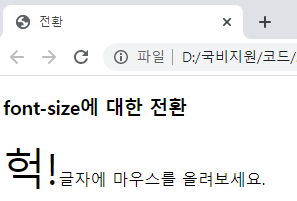 전환
파일 | D:/국비지원/코드/
font-size에 대한 전환
헉!글자에 마우스를 올려보세요.